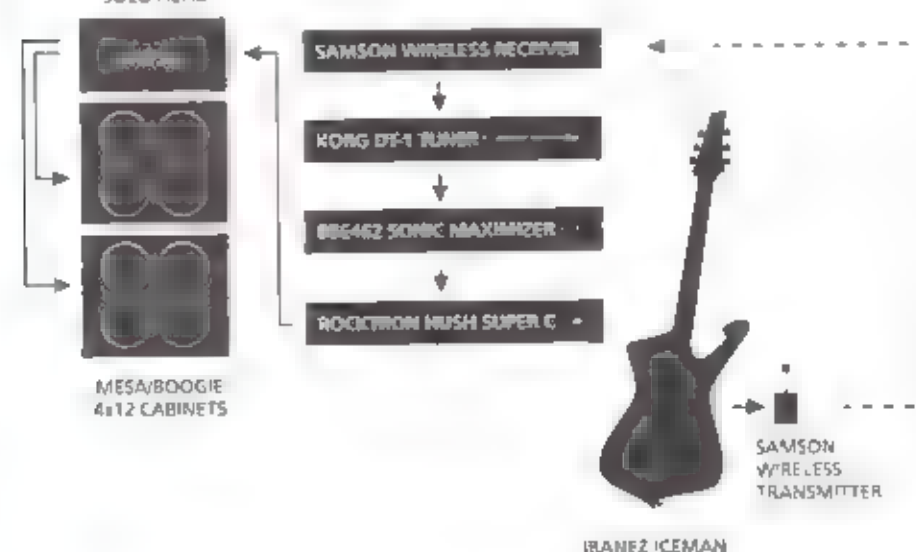 SAMSON WIRELESS RECEIVER
KORG DT-1 TUNER
BBE462 SONIC MAXIMIZER
ROCKTRON HUSH SUPER C
MESA/BOOGIE
4x12 CABINETS
SAMSON
WIRELESS
TRANSMITTER
IBANEZ ICEMAN